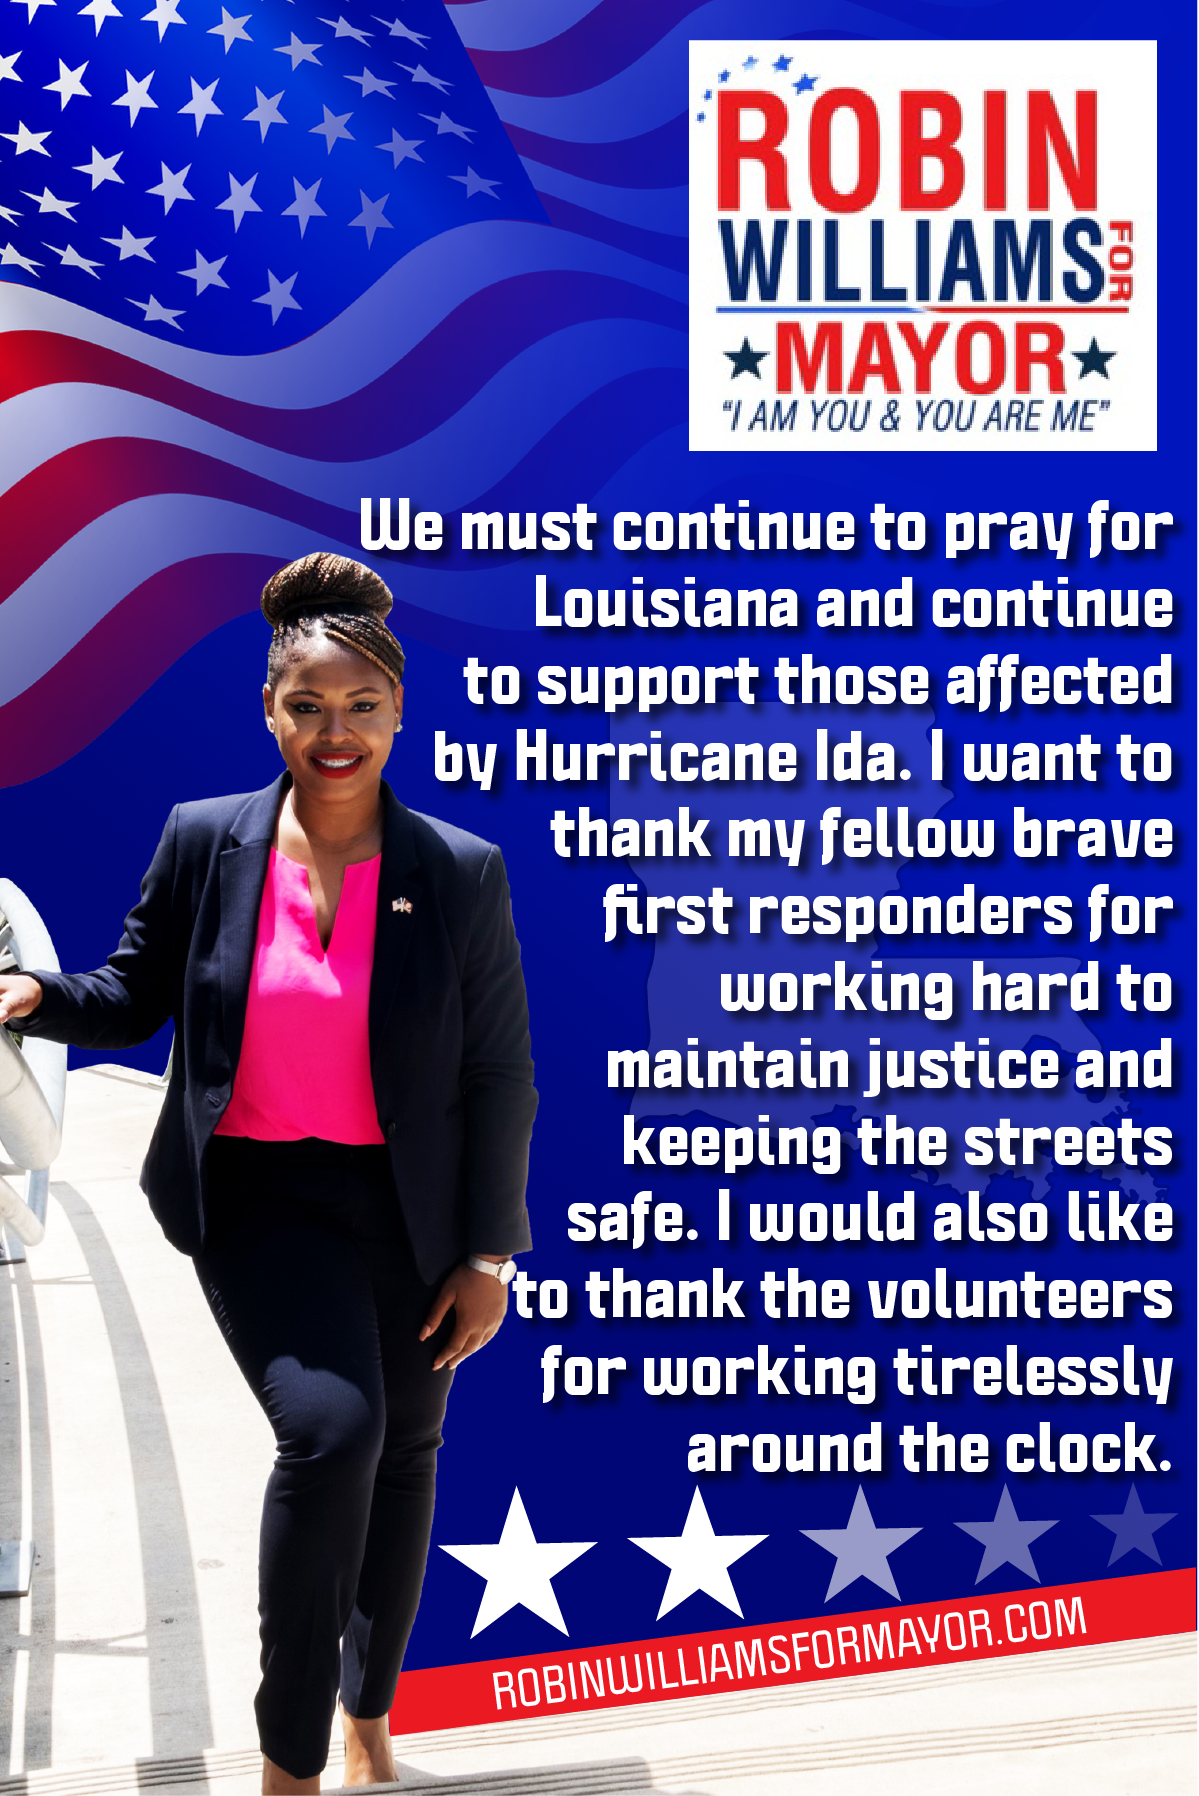 ROBIN
WILLIAMS FOR
★MAYOR★
“I AM YOU & YOU ARE ME”
We must continue to pray for
Louisiana and continue
to support those affected
by Hurricane Ida. I want to
thank my fellow brave
first responders for
working hard to
maintain justice and
keeping the streets
safe. I would also like
to thank the volunteers
for working tirelessly
around the clock.
ROBINWILLIAMSFORMAYOR.COM